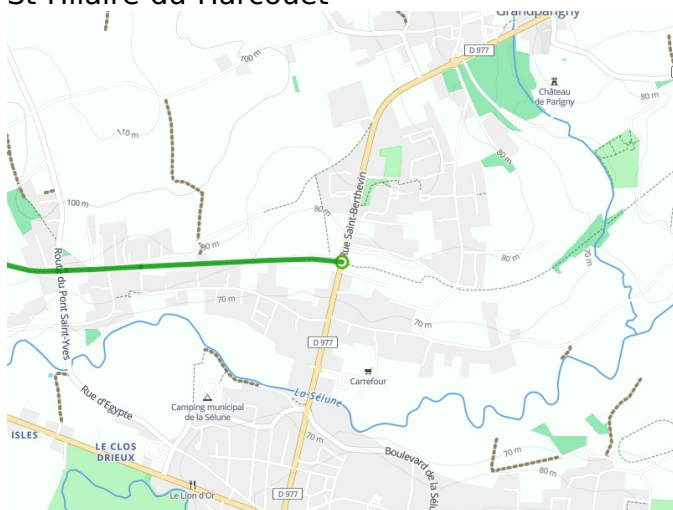 St-Hilaire-du-Harcouët
Grandparigny
D 977
Château
de Parigny
700 m
80 m
80 m
110 m
100 m
80 m
Rue Saint-Berthevin
90 m
80 m
70 m
Route du Pont Saint-Yves
70 m
70 m
D 977
Carrefour
La Sélune
Rue d'Egypte
Camping municipal
de la Sélune
ISLES
LE CLOS
DRIEUX
70 m
Boulevard de la Sélu
70 m
80 m
Le Lion d'Or
D 977